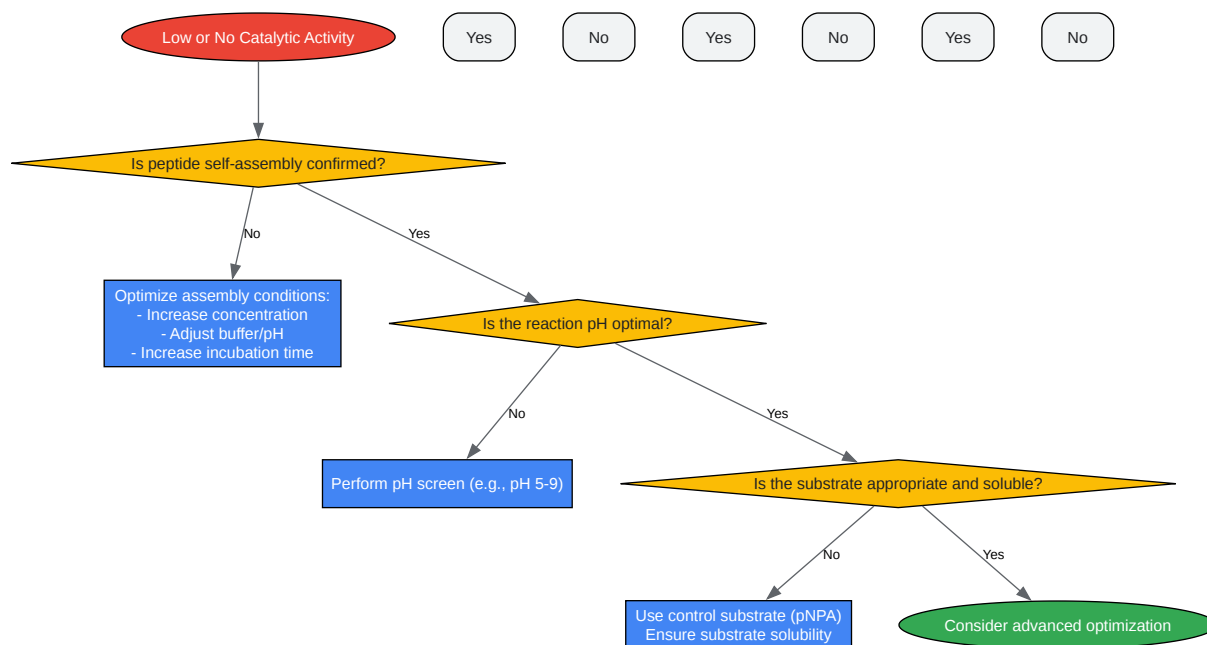 Low or No Catalytic Activity
Yes
No
Yes
No
Yes
No
Is peptide self-assembly confirmed?
No
Yes
Optimize assembly conditions:
- Increase concentration
- Adjust buffer/pH
- Increase incubation time
Is the reaction pH optimal?
No
Yes
Perform pH screen (e.g., pH 5-9)
Is the substrate appropriate and soluble?
No
Yes
Use control substrate (pNPA)
Ensure substrate solubility
Consider advanced optimization